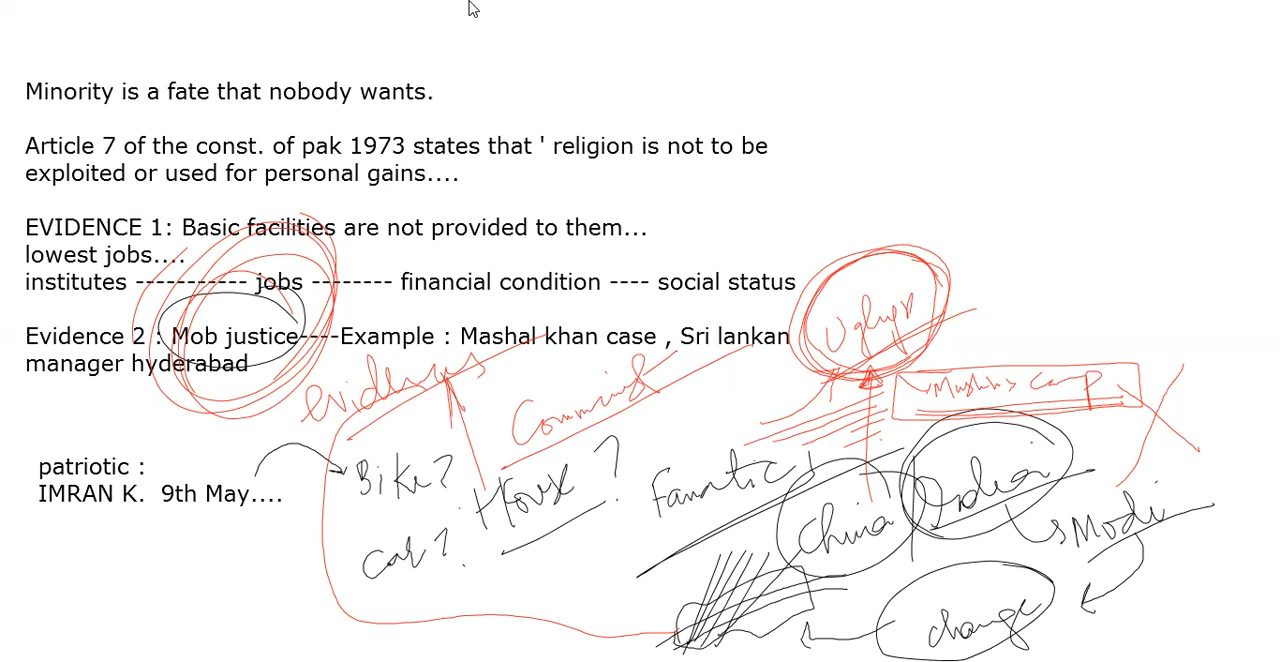 Minority is a fate that nobody wants.
Article 7 of the const. of pak 1973 states that ' religion is not to be
exploited or used for personal gains....
EVIDENCE 1: Basic facilities are not provided to them...
lowest jobs....
institutes ------------ jobs --------- financial condition ---- social status
Evidence 2 : Mob justice----Example : Mashal khan case , Sri lankan
manager hyderabad
patriotic :
IMRAN K.  9th May....
Muslims Camp
Bike?
House ?
Fanatic
China
India
Modi
Car?
change